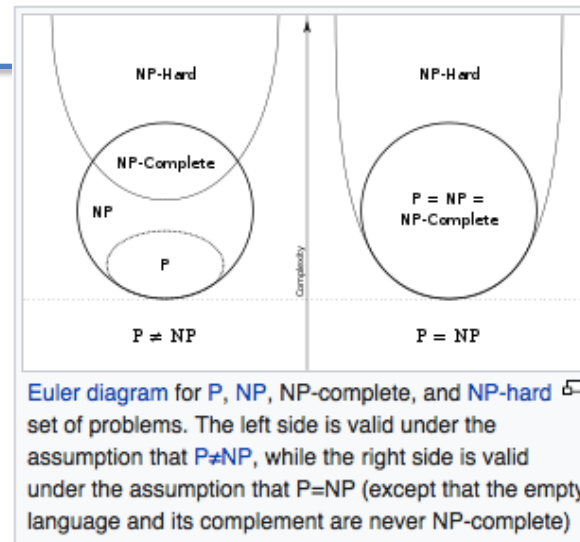 NP-Hard
NP-Complete
NP
P
P ≠ NP
Complexity
NP-Hard
P = NP =
NP-Complete
P = NP
Euler diagram for P, NP, NP-complete, and NP-hard
set of problems. The left side is valid under the
assumption that P≠NP, while the right side is valid
under the assumption that P=NP (except that the empty
language and its complement are never NP-complete)